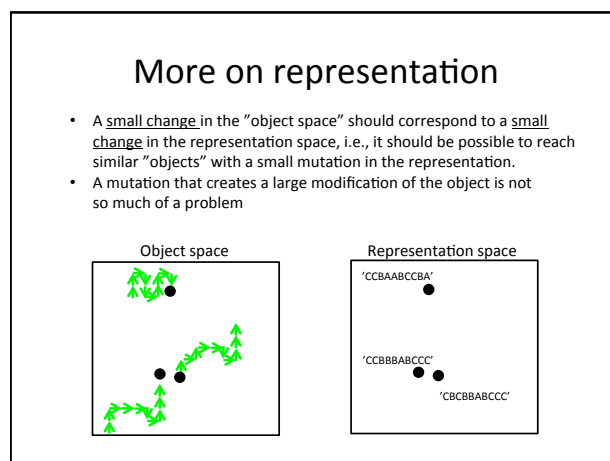 More on representation
• A small change in the ”object space” should correspond to a small
change in the representation space, i.e., it should be possible to reach
similar ”objects” with a small mutation in the representation.
• A mutation that creates a large modification of the object is not
so much of a problem
Object space
Representation space
’CCBAABCCBA’
’CCBBBABCCC’
’CBCBBABCCC’